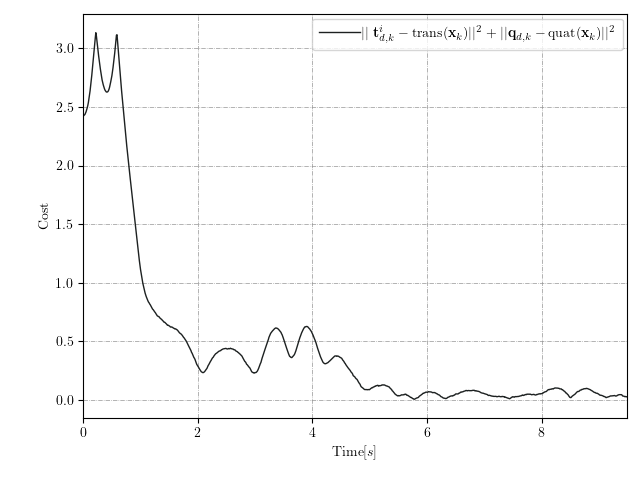 || t^i_{d,k} − trans(x_k)||^2 + ||q_{d,k} − quat(x_k)||^2
3.0
2.5
2.0
1.5
1.0
0.5
0.0
Cost
0 2 4 6 8
Time[s]